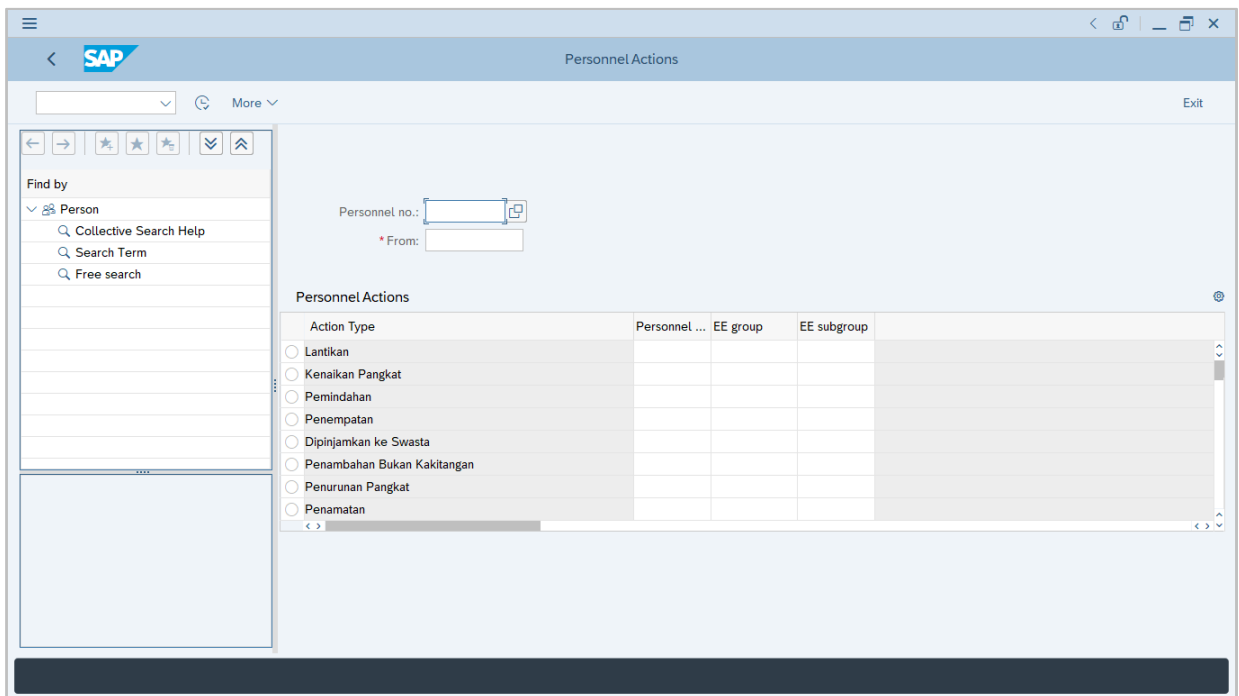 SAP
Personnel Actions
More
Exit
Find by
Person
Collective Search Help
Search Term
Free search
Personnel no.:
* From:
Personnel Actions
Action Type Personnel ... EE group EE subgroup
Lantikan
Kenaikan Pangkat
Pemindahan
Penempatan
Dipinjamkan ke Swasta
Penambahan Bukan Kakitangan
Penurunan Pangkat
Penamatan